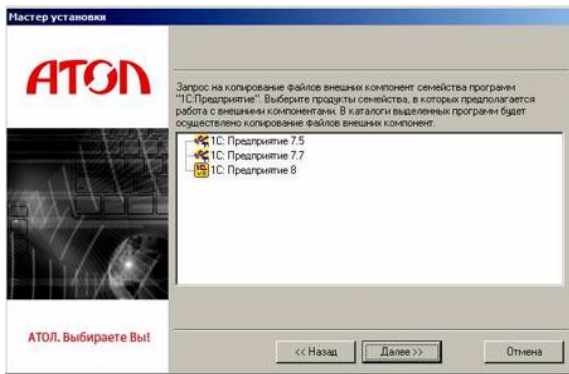 Мастер установки
АТОЛ
Запрос на копирование файлов внешних компонент семейства программ
"1С:Предприятие". Выберите продукты семейства, в которых предполагается
работа с внешними компонентами. В каталоги выделенных программ будет
осуществлено копирование файлов внешних компонент.
1С: Предприятие 7.5
1С: Предприятие 7.7
1С: Предприятие 8
АТОЛ. Выбираете Вы!
<< Назад Далее >> Отмена